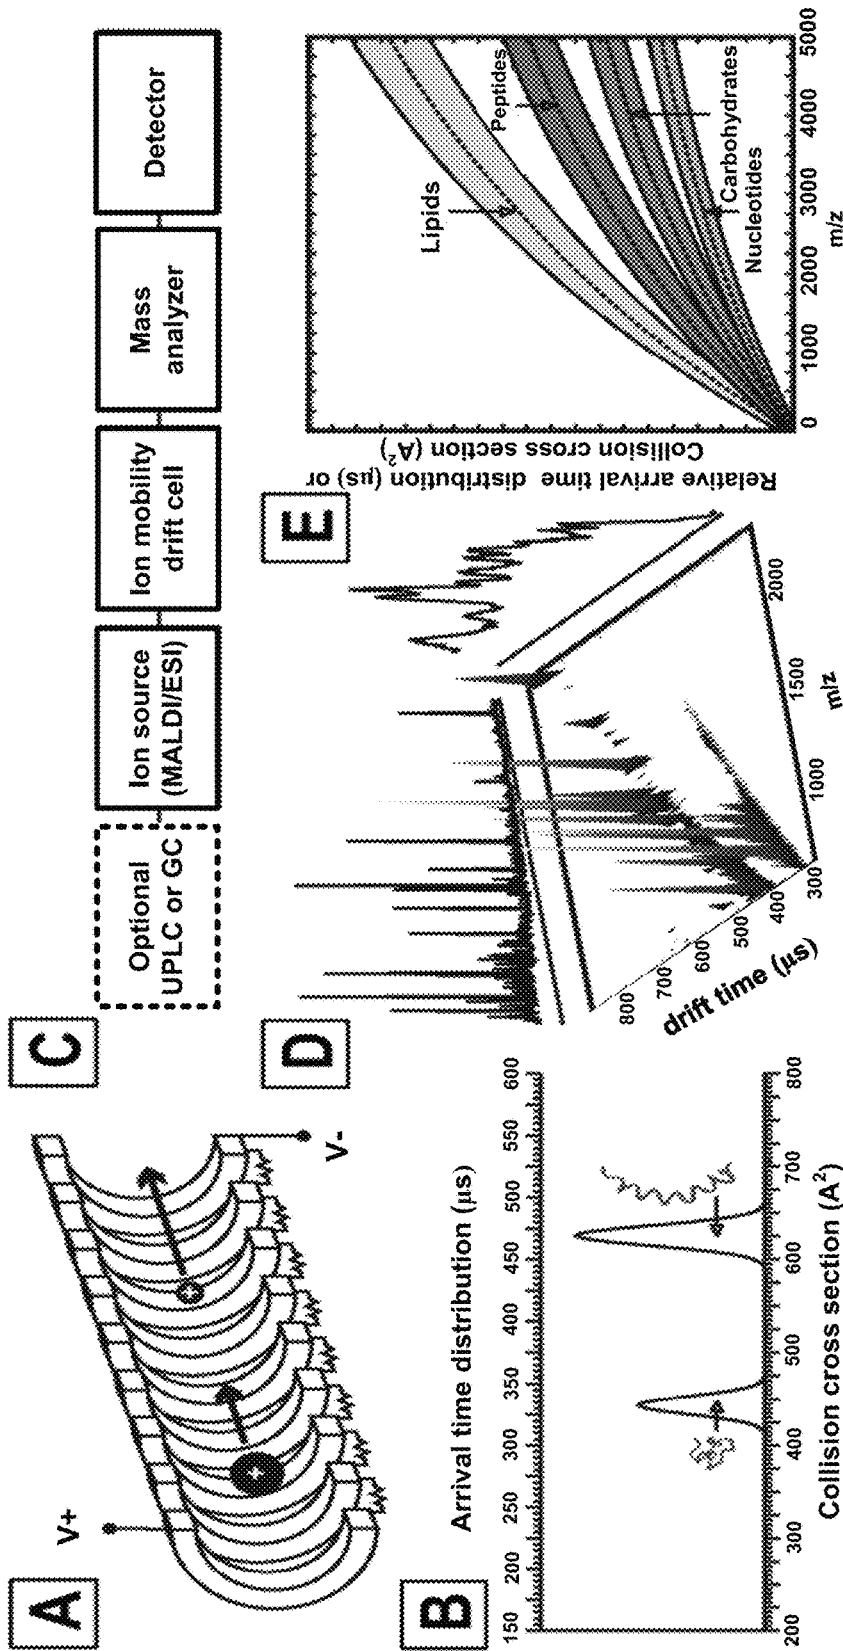 A
V+
V-
B
Arrival time distribution (µs)
150 200 250 300 350 400 450 500 550 600
200 300 400 500 600 700 800
Collision cross section (A²)
C
Optional
UPLC or GC
Ion source
(MALDI/ESI)
Ion mobility
drift cell
Mass
analyzer
Detector
D
800
700
600
500
400
300
drift time (µs)
1000
1500
2000
m/z
E
Relative arrival time distribution (µs) or
Collision cross section (A²)
Lipids
Peptides
Carbohydrates
Nucleotides
0 1000 2000 3000 4000 5000
m/z